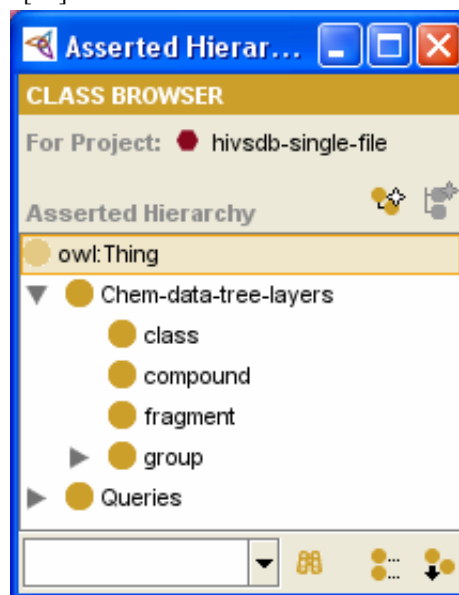 Asserted Hierar...
CLASS BROWSER
For Project: hivsdb-single-file
Asserted Hierarchy
owl:Thing
Chem-data-tree-layers
class
compound
fragment
group
Queries